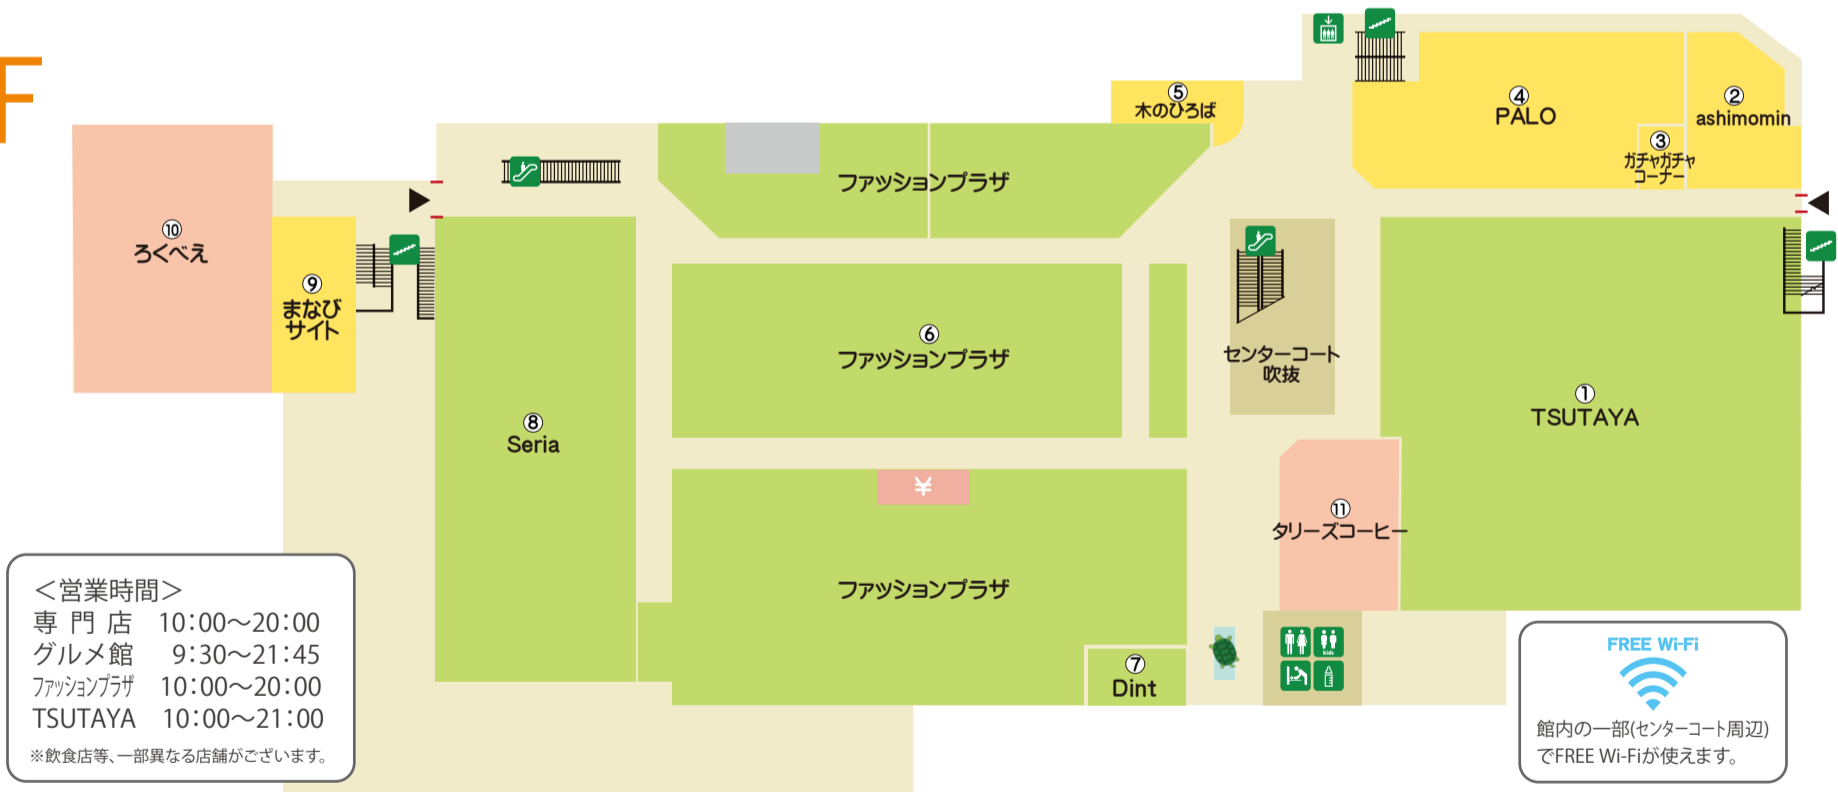 F
⑤
木のひろば
④
PALO
②
ashimomin
③
ガチャガチャ
コーナー
ファッションプラザ
⑩
ろくべえ
⑨
まなび
サイト
⑥
ファッションプラザ
センターコート
吹抜
①
TSUTAYA
⑧
Seria
¥
⑪
タリーズコーヒー
ファッションプラザ
⑦
Dint
kids
＜営業時間＞
専門店 10:00～20:00
グルメ館 9:30～21:45
ファッションプラザ 10:00～20:00
TSUTAYA 10:00～21:00
※飲食店等、一部異なる店舗がございます。
FREE Wi-Fi
館内の一部(センターコート周辺)
でFREE Wi-Fiが使えます。